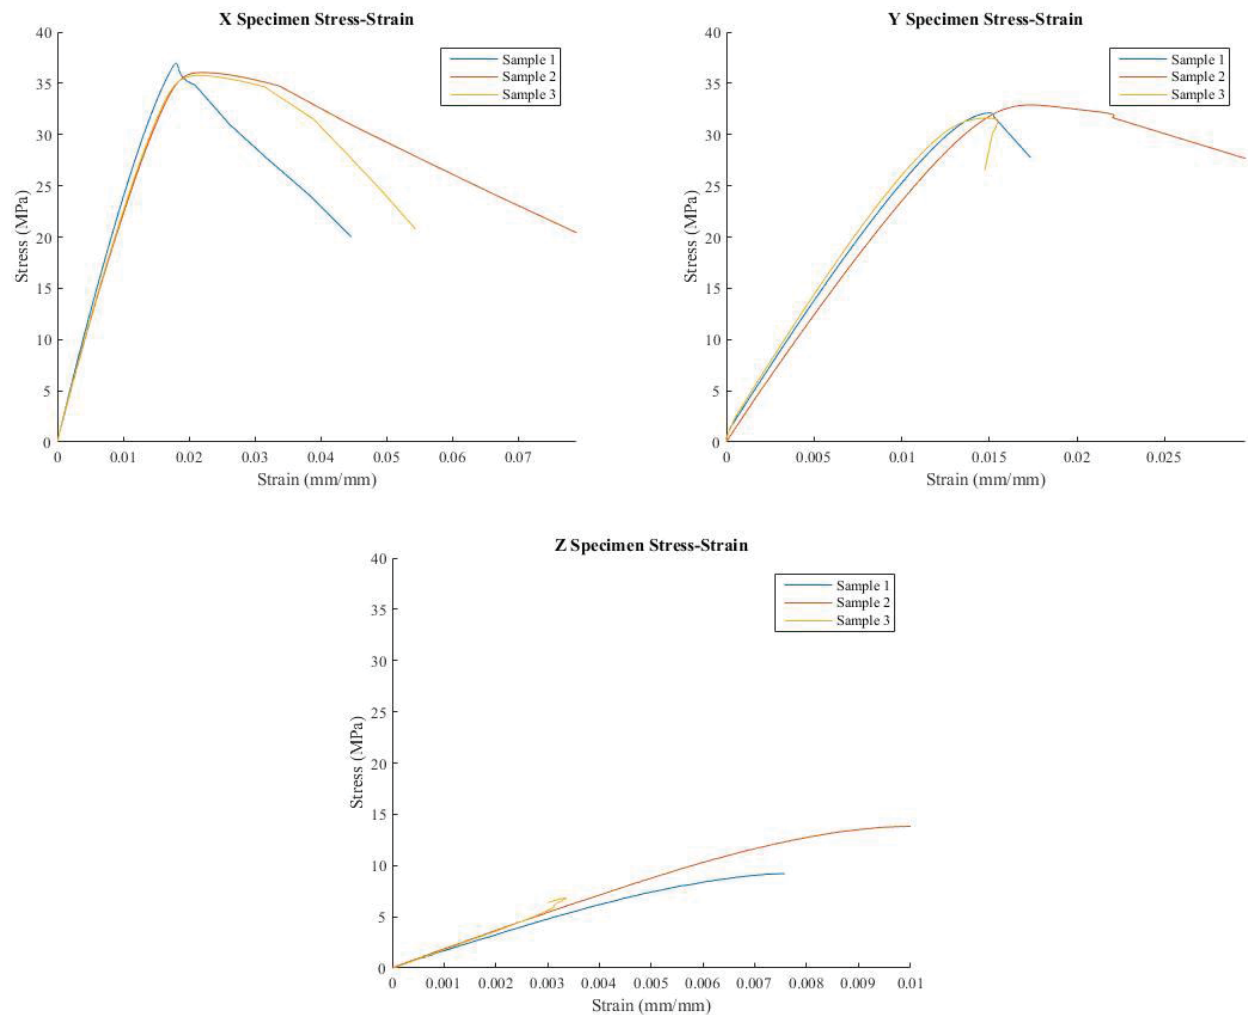 X Specimen Stress-Strain
40
35
30
25
20
15
10
5
0
Stress (MPa)
0 0.01 0.02 0.03 0.04 0.05 0.06 0.07
Strain (mm/mm)
Sample 1
Sample 2
Sample 3
Y Specimen Stress-Strain
40
35
30
25
20
15
10
5
0
Stress (MPa)
0 0.005 0.01 0.015 0.02 0.025
Strain (mm/mm)
Sample 1
Sample 2
Sample 3
Z Specimen Stress-Strain
40
35
30
25
20
15
10
5
0
Stress (MPa)
0 0.001 0.002 0.003 0.004 0.005 0.006 0.007 0.008 0.009 0.01
Strain (mm/mm)
Sample 1
Sample 2
Sample 3